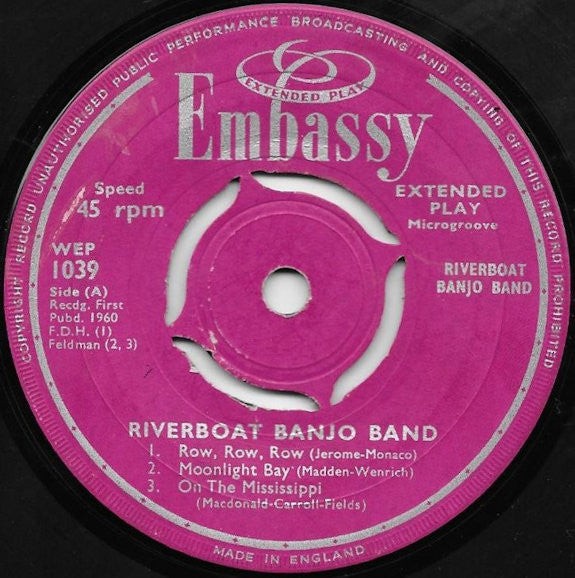 COPYRIGHT RECORD UNAUTHORISED PUBLIC PERFORMANCE BROADCASTING AND COPYING OF THIS RECORD PROHIBITED
EXTENDED PLAY
Embassy
Speed
45 rpm
EXTENDED
PLAY
Microgroove
WEP
1039
Side (A)
Recdg. First
Pubd. 1960
F.D.H. (1)
Feldman (2, 3)
RIVERBOAT
BANJO BAND
RIVERBOAT BANJO BAND
1. Row, Row, Row (Jerome-Monaco)
2. Moonlight Bay (Madden-Wenrich)
3. On The Mississippi
(Macdonald-Carroll-Fields)
MADE IN ENGLAND